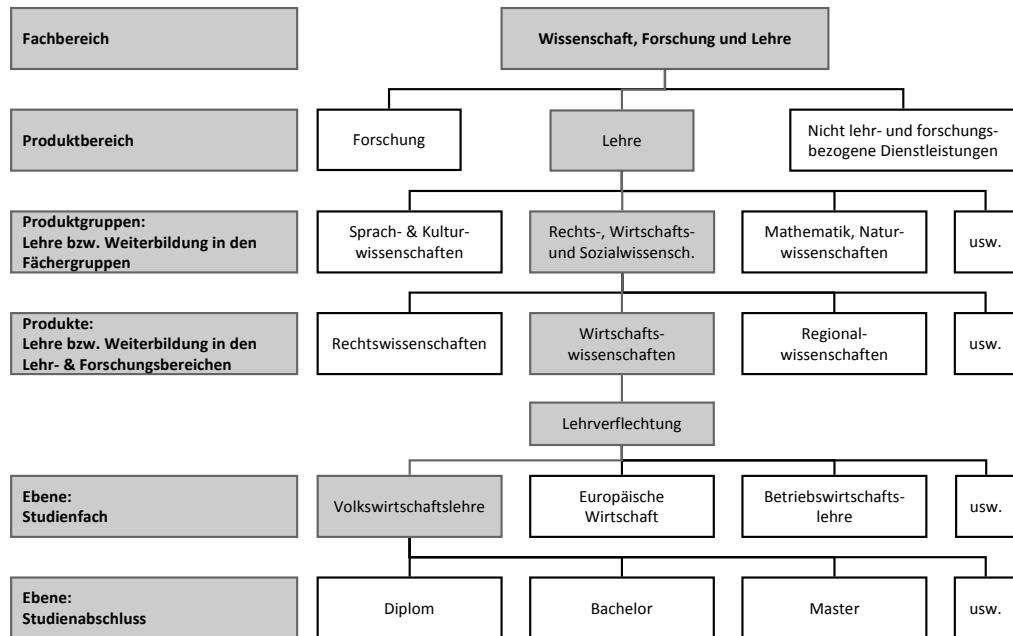 Fachbereich
Wissenschaft, Forschung und Lehre
Produktbereich
Forschung
Lehre
Nicht lehr- und forschungs-
bezogene Dienstleistungen
Produktgruppen:
Lehre bzw. Weiterbildung in den
Fächergruppen
Sprach- & Kultur-
wissenschaften
Rechts-, Wirtschafts-
und Sozialwissensch.
Mathematik, Natur-
wissenschaften
usw.
Produkte:
Lehre bzw. Weiterbildung in den
Lehr- & Forschungsbereichen
Rechtswissenschaften
Wirtschafts-
wissenschaften
Regional-
wissenschaften
usw.
Lehrverflechtung
Ebene:
Studienfach
Volkswirtschaftslehre
Europäische
Wirtschaft
Betriebswirtschafts-
lehre
usw.
Ebene:
Studienabschluss
Diplom
Bachelor
Master
usw.